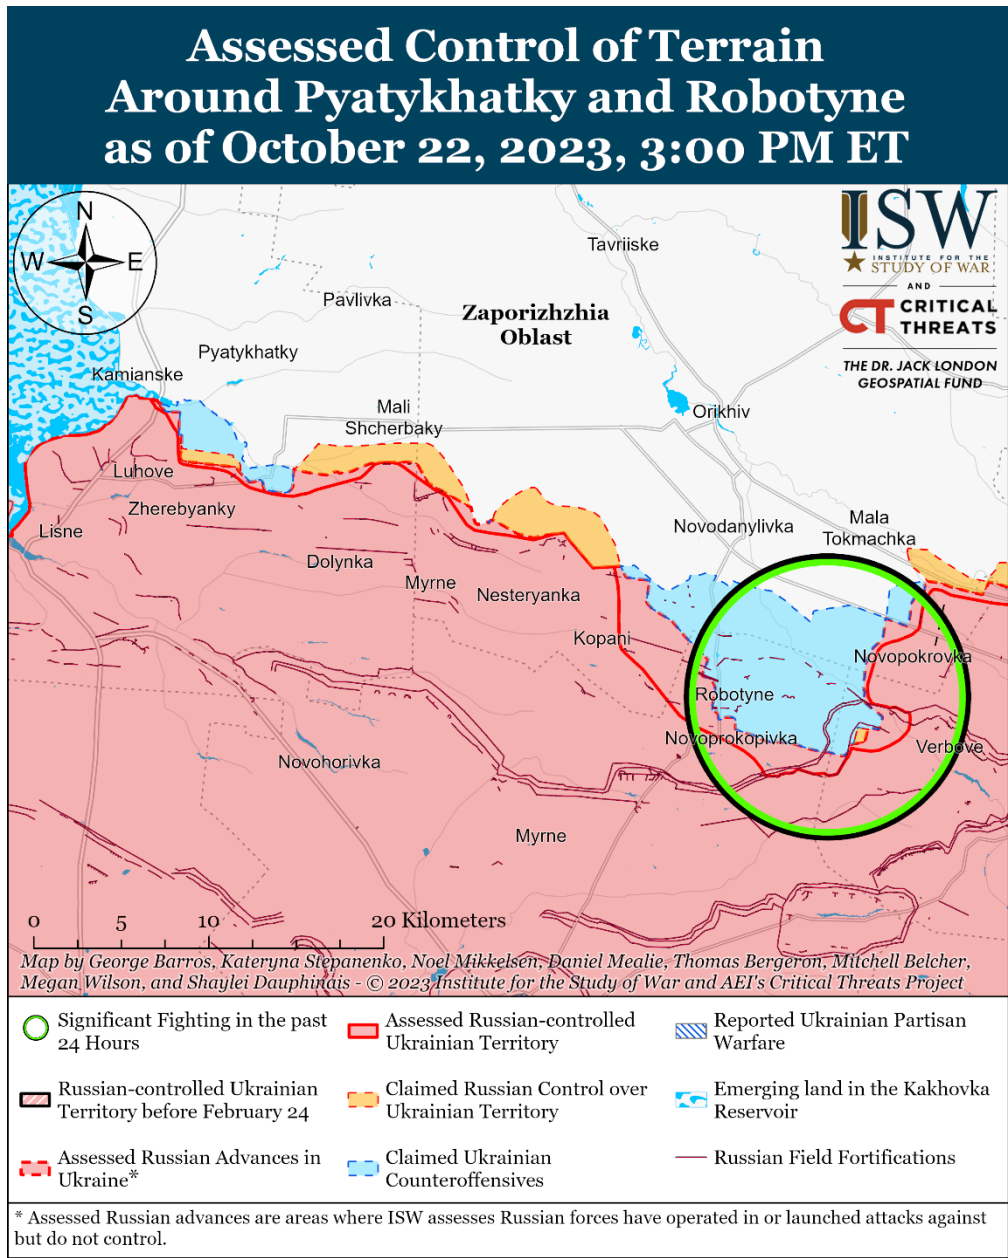 Assessed Control of Terrain
Around Pyatykhatky and Robotyne
as of October 22, 2023, 3:00 PM ET
N
W
E
S
ISW
INSTITUTE FOR THE
STUDY OF WAR
AND
CT CRITICAL
THREATS
THE DR. JACK LONDON
GEOSPATIAL FUND
Tavriiske
Pavlivka
Zaporizhzhia
Oblast
Pyatykhatky
Kamianske
Mali
Shcherbaky
Orikhiv
Luhove
Zherebyanky
Lisne
Novodanylivka
Mala
Tokmachka
Dolynka
Myrne
Nesteryanka
Kopani
Novopokrovka
Robotyne
Novoprokopivka
Verbove
Novohorivka
Myrne
0 5 10 20 Kilometers
Map by George Barros, Kateryna Stepanenko, Noel Mikkelsen, Daniel Mealie, Thomas Bergeron, Mitchell Belcher,
Megan Wilson, and Shaylei Dauphinais - © 2023 Institute for the Study of War and AEI's Critical Threats Project
Significant Fighting in the past
24 Hours
Russian-controlled Ukrainian
Territory before February 24
Assessed Russian Advances in
Ukraine*
Assessed Russian-controlled
Ukrainian Territory
Claimed Russian Control over
Ukrainian Territory
Claimed Ukrainian
Counteroffensives
Reported Ukrainian Partisan
Warfare
Emerging land in the Kakhovka
Reservoir
Russian Field Fortifications
* Assessed Russian advances are areas where ISW assesses Russian forces have operated in or launched attacks against
but do not control.